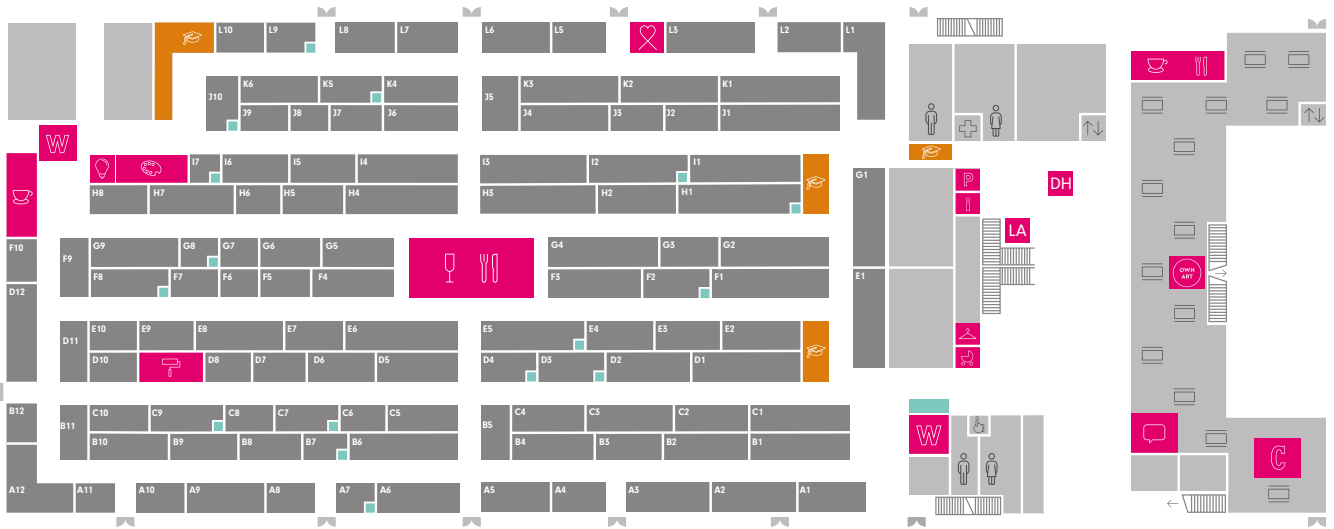 L10 L9 L8 L7 L6 L5 L3 L2 L1
K6 K5 K4 K3 K2 K1
J10 J9 J8 J7 J6 J5 J4 J3 J2 J1
W
I7 I6 I5 I4 I3 I2 I1
H8 H7 H6 H5 H4 H3 H2 H1
G1 P i DH
LA
F10 F9 G9 G8 G7 G6 G5 G4 G3 G2
F8 F7 F6 F5 F4 F3 F2 F1 E1
OWN
ART
D12 D11 E10 E9 E8 E7 E6 E5 E4 E3 E2
D10 D8 D7 D6 D5 D4 D3 D2 D1
B12 B11 C10 C9 C8 C7 C6 C5 B5 C4 C3 C2 C1
B10 B9 B8 B7 B6 B4 B3 B2 B1
W C
A12 A11 A10 A9 A8 A7 A6 A5 A4 A3 A2 A1